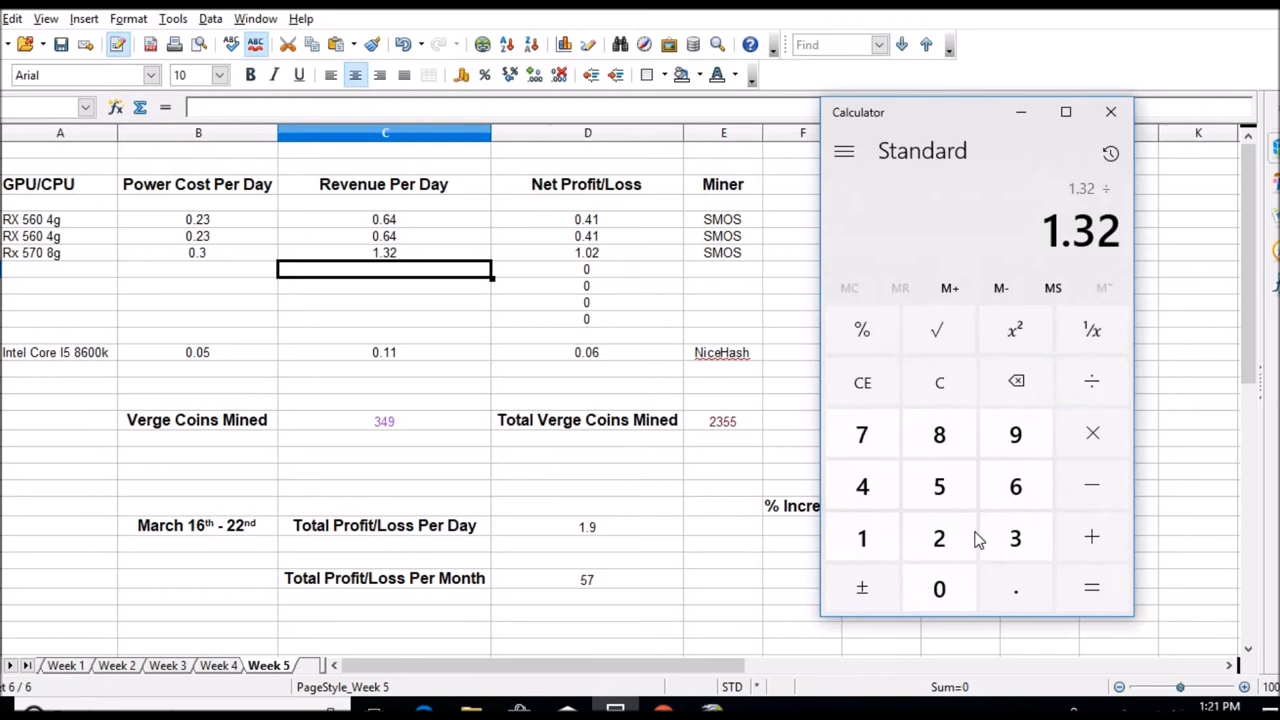 Edit View Insert Format Tools Data Window Help
Find
Arial 10
A B C D E F K
GPU/CPU Power Cost Per Day Revenue Per Day Net Profit/Loss Miner
RX 560 4g 0.23 0.64 0.41 SMOS
RX 560 4g 0.23 0.64 0.41 SMOS
Rx 570 8g 0.3 1.32 1.02 SMOS
0
0
0
0
Intel Core I5 8600k 0.05 0.11 0.06 NiceHash
Verge Coins Mined 349 Total Verge Coins Mined 2355
% Incre
March 16th - 22nd Total Profit/Loss Per Day 1.9
Total Profit/Loss Per Month 57
Calculator
Standard
1.32 ÷
1.32
MC MR M+ M- MS M˅
% √ x² ¹/x
CE C ÷
7 8 9 ×
4 5 6 −
1 2 3 +
± 0 . =
Week 1 Week 2 Week 3 Week 4 Week 5
et 6 / 6 PageStyle_Week 5 STD * Sum=0 100
1:21 PM